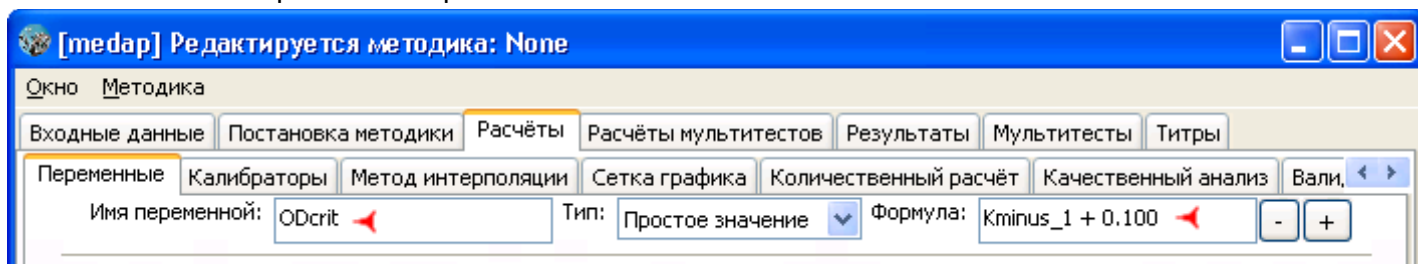 [medap] Редактируется методика: None
Окно Методика
Входные данные Постановка методики Расчёты Расчёты мультитестов Результаты Мультитесты Титры
Переменные Калибраторы Метод интерполяции Сетка графика Количественный расчёт Качественный анализ Вали,
Имя переменной: ODcrit Тип: Простое значение Формула: Kminus_1 + 0.100 - +